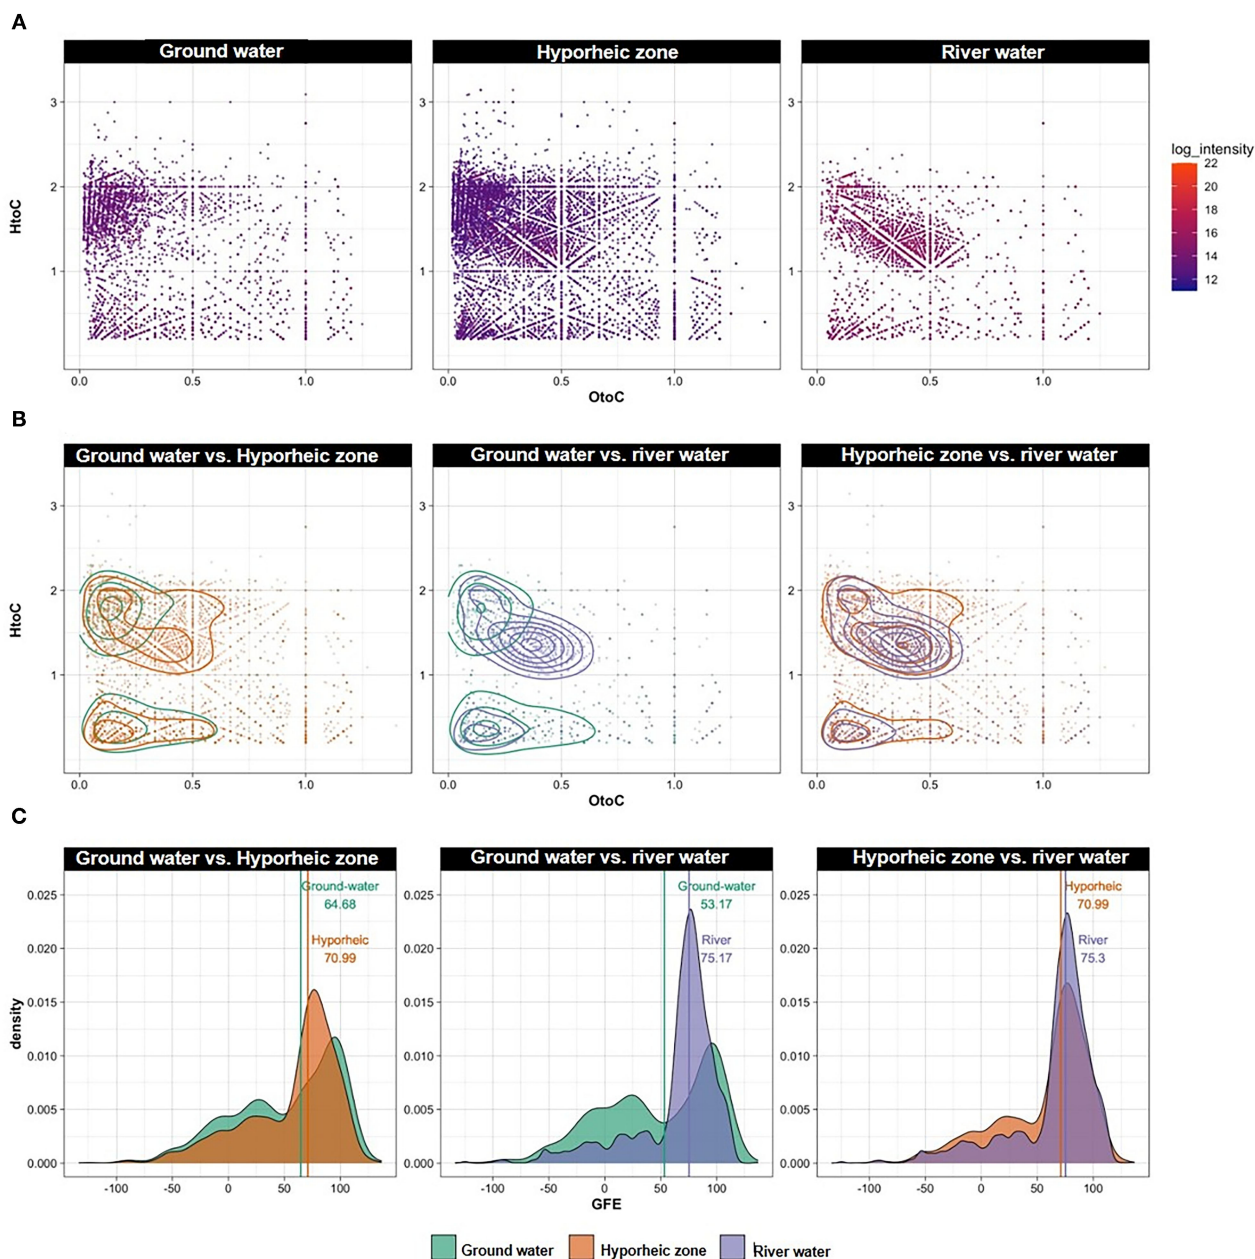 A
Ground water
Hyporheic zone
River water
3
2
1
HtoC
0.0
0.5
1.0
3
2
1
0.0
0.5
1.0
OtoC
3
2
1
0.0
0.5
1.0
log_intensity
22
20
18
16
14
12
B
Ground water vs. Hyporheic zone
Ground water vs. river water
Hyporheic zone vs. river water
3
2
1
HtoC
0.0
0.5
1.0
3
2
1
0.0
0.5
1.0
OtoC
3
2
1
0.0
0.5
1.0
C
Ground water vs. Hyporheic zone
Ground water vs. river water
Hyporheic zone vs. river water
0.025
0.020
0.015
0.010
0.005
0.000
density
Ground-water
64.68
Hyporheic
70.99
-100
-50
0
50
100
0.025
0.020
0.015
0.010
0.005
0.000
Ground-water
53.17
River
75.17
-100
-50
0
50
100
GFE
0.025
0.020
0.015
0.010
0.005
0.000
Hyporheic
70.99
River
75.3
-100
-50
0
50
100
Ground water
Hyporheic zone
River water